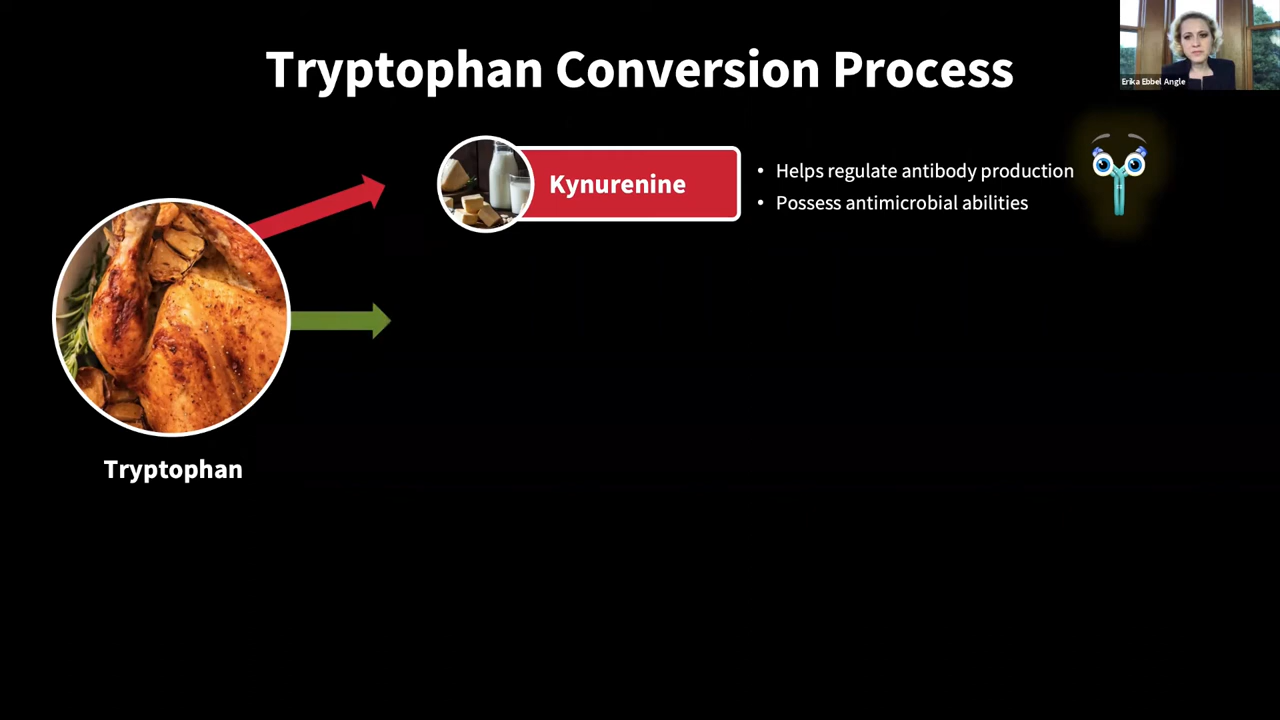 Tryptophan Conversion Process
Erika Ebbel Angle
Kynurenine
• Helps regulate antibody production
• Possess antimicrobial abilities
Tryptophan